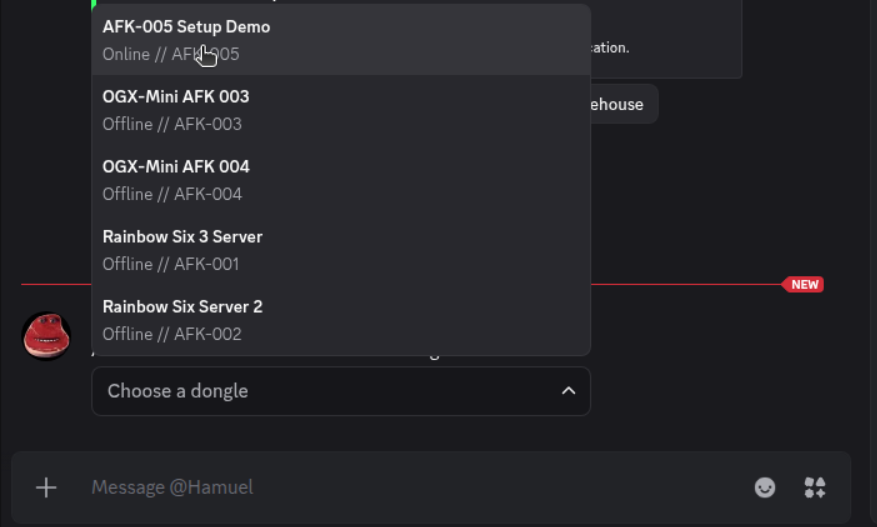 AFK-005 Setup Demo
Online // AFK-005
cation.
OGX-Mini AFK 003
Offline // AFK-003
ehouse
OGX-Mini AFK 004
Offline // AFK-004
Rainbow Six 3 Server
Offline // AFK-001
NEW
Rainbow Six Server 2
Offline // AFK-002
Choose a dongle
Message @Hamuel